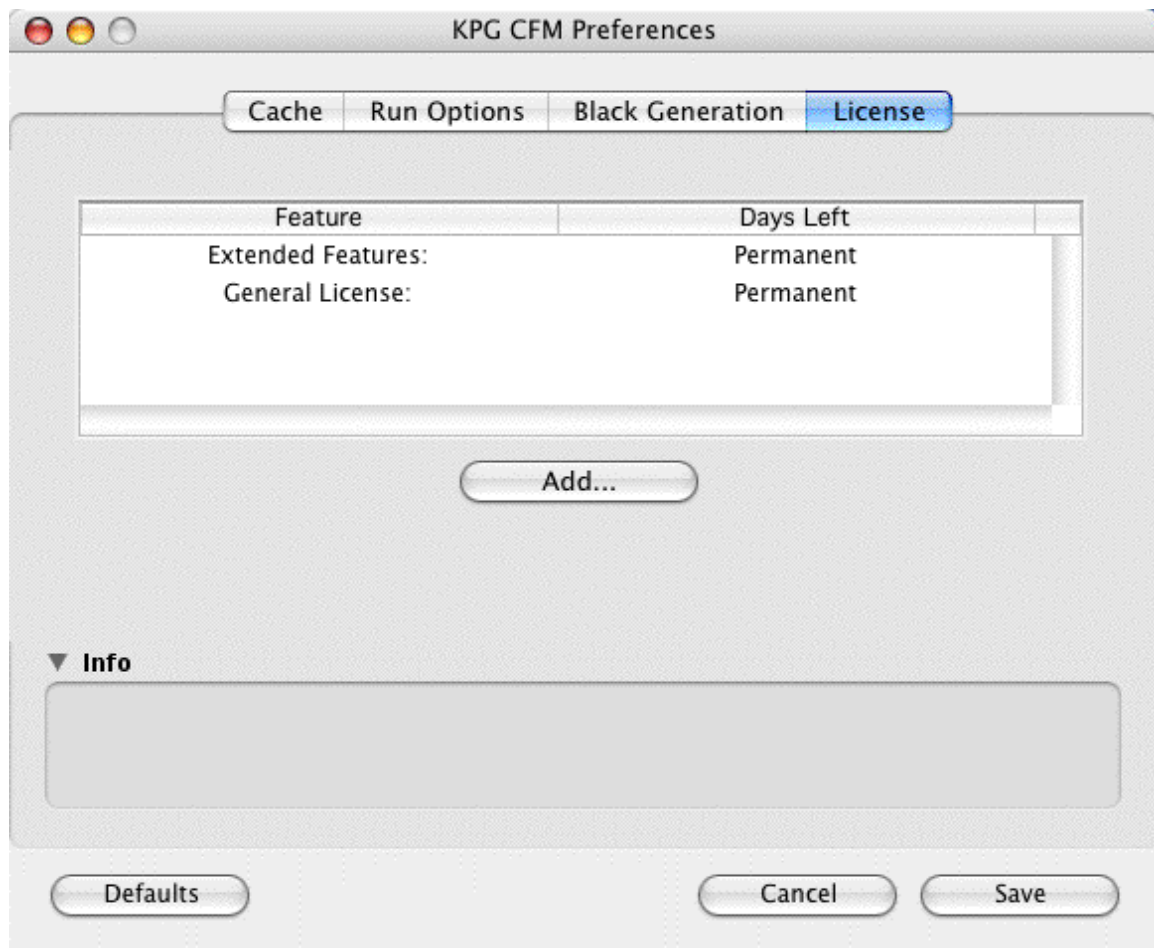 KPG CFM Preferences
Cache Run Options Black Generation License
Feature Days Left
Extended Features: Permanent
General License: Permanent
Add...
Info
Defaults Cancel Save